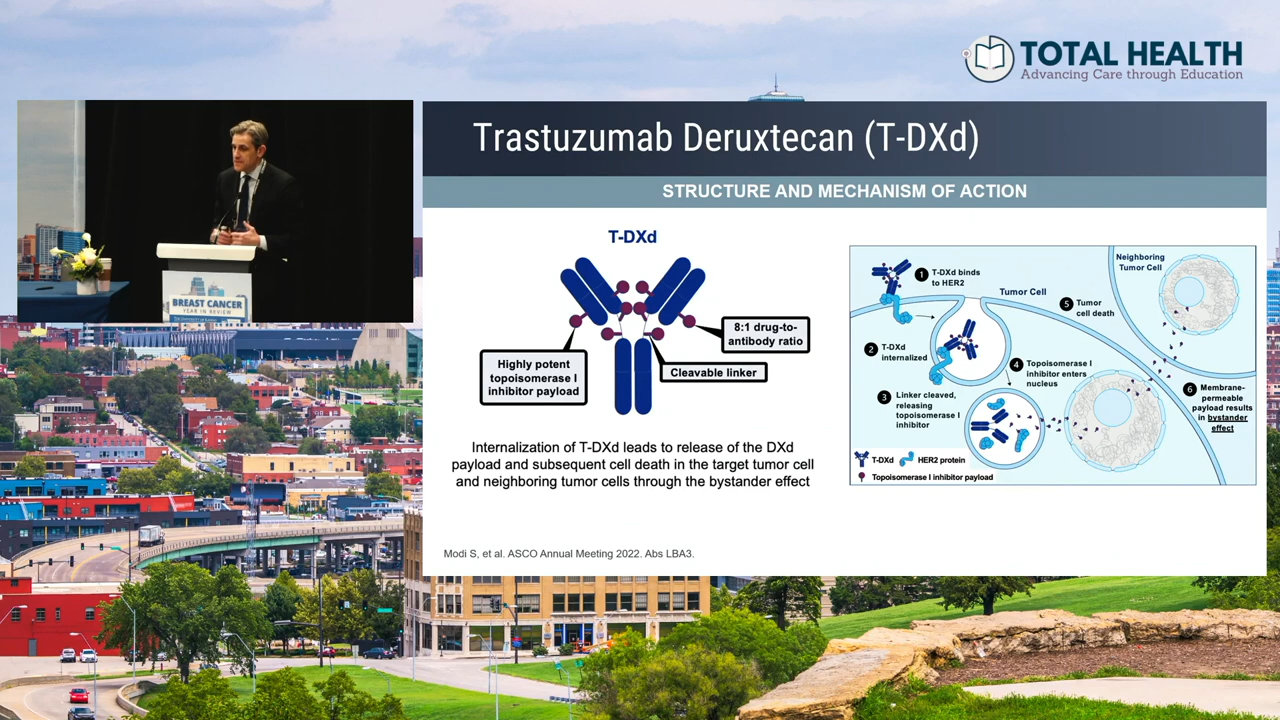 TOTAL HEALTH
Advancing Care through Education
BREAST CANCER
YEAR IN REVIEW
Trastuzumab Deruxtecan (T-DXd)
STRUCTURE AND MECHANISM OF ACTION
T-DXd
8:1 drug-to-
antibody ratio
Cleavable linker
Highly potent
topoisomerase I
inhibitor payload
Internalization of T-DXd leads to release of the DXd
payload and subsequent cell death in the target tumor cell
and neighboring tumor cells through the bystander effect
Neighboring
Tumor Cell
1 T-DXd binds
to HER2
Tumor Cell
5 Tumor
cell death
2 T-DXd
internalized
4 Topoisomerase I
inhibitor enters
nucleus
3 Linker cleaved,
releasing
topoisomerase I
inhibitor
6 Membrane-
permeable
payload results
in bystander
effect
T-DXd HER2 protein
Topoisomerase I inhibitor payload
Modi S, et al. ASCO Annual Meeting 2022. Abs LBA3.